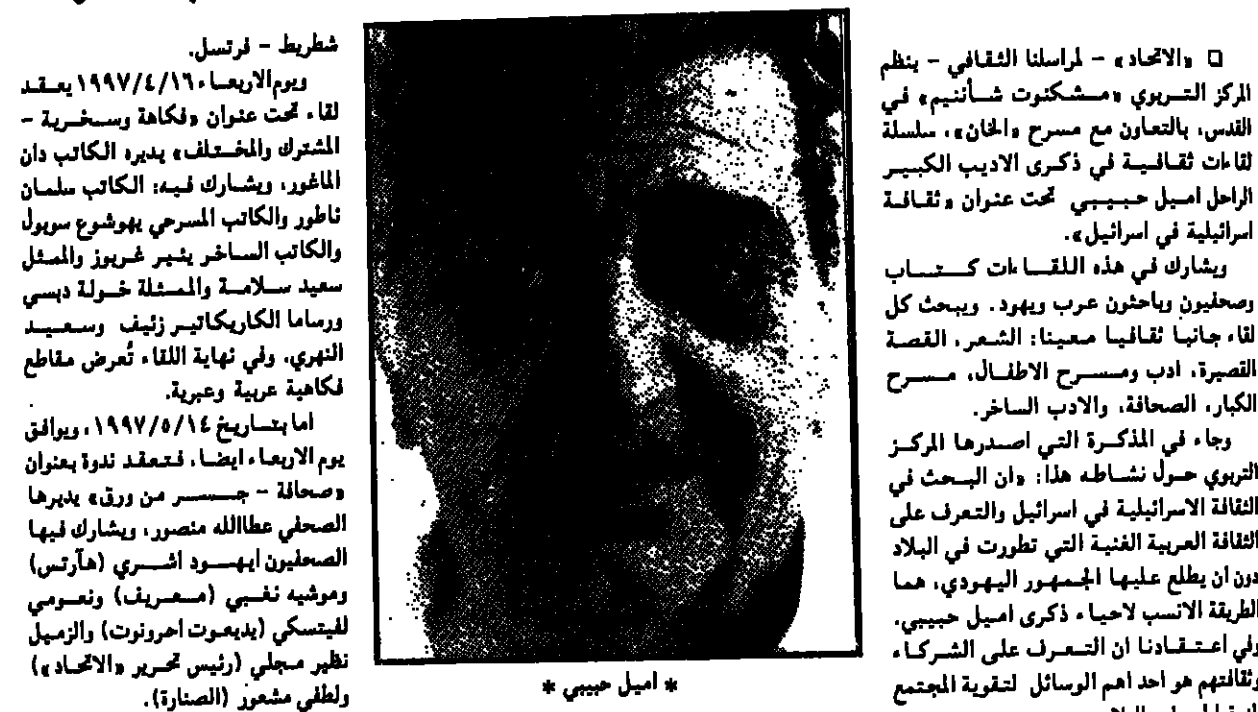 □ «الاتحاد» - لمراسلنا الثقافي - ينظم
المركز التربوي «مشكنوت شأننيم» في
القدس، بالتعاون مع مسرح «الخان»، سلسلة
لقاءات ثقافية في ذكرى الاديب الكبير
الراحل اميل حبيبي تحت عنوان «ثقافة
اسرائيلية في اسرائيل».
ويشارك في هذه اللقاءات كتاب
وصحفيون وباحثون عرب ويهود. ويبحث كل
لقاء جانبا ثقافيا معينا: الشعر، القصة
القصيرة، ادب ومسرح الاطفال، مسرح
الكبار، الصحافة، والادب الساخر.
وجاء في المذكرة التي اصدرها المركز
التربوي حول نشاطه هذا: «ان البحث في
الثقافة الاسرائيلية في اسرائيل والتعرف على
الثقافة العربية الغنية التي تطورت في البلاد
دون ان يطلع عليها الجمهور اليهودي، هما
الطريقة الانسب لاحياء ذكرى اميل حبيبي.
وفي اعتقادنا ان التعرف على الشركاء
وثقافتهم هو احد اهم الوسائل لتقوية المجتمع
* اميل حبيبي *
شطريط - فرتسل.
ويوم الاربعاء ١٩٩٧/٤/١٦ يعقد
لقاء تحت عنوان «فكاهة وسخرية -
المشترك والمختلف» يديره الكاتب دان
الماغور، ويشارك فيه: الكاتب سلمان
ناطور والكاتب المسرحي يهوشوع سوبول
والكاتب الساخر يئير غربوز والممثل
سعيد سلامة والممثلة خولة دبسي
ورساما الكاريكاتير زئيف وسعيد
النهري، وفي نهاية اللقاء تُعرض مقاطع
فكاهية عربية وعبرية.
اما بتاريخ ١٩٩٧/٥/١٤، ويوافق
يوم الاربعاء ايضا، فتعقد ندوة بعنوان
«صحافة - جسر من ورق» يديرها
الصحفي عطاالله منصور، ويشارك فيها
الصحفيون ايهود اشري (هآرتس)
وموشيه نغبي (معريف) ونعومي
لفيتسكي (يديعوت احرونوت) والزميل
نظير مجلي (رئيس تحرير «الاتحاد»)
ولطفي مشعور (الصنارة).